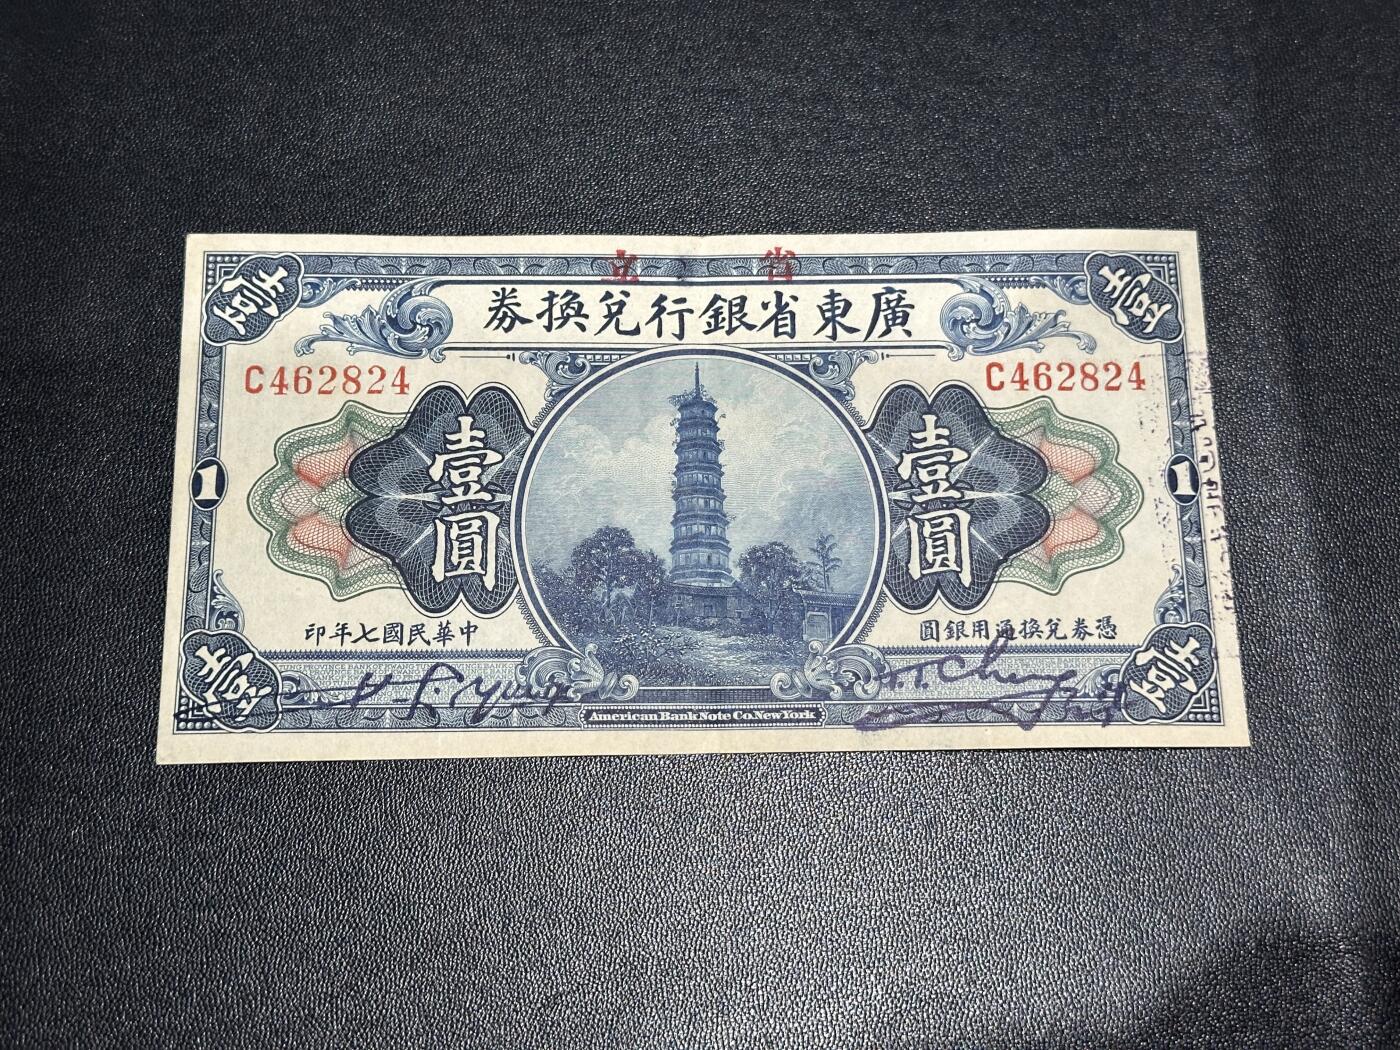 省立
廣東省銀行兌換券
C462824
C462824
壹
壹
壹圓
壹圓
1
1
憑券兌換通用銀圓
中華民國七年印
壹
壹
American Bank Note Co. New York